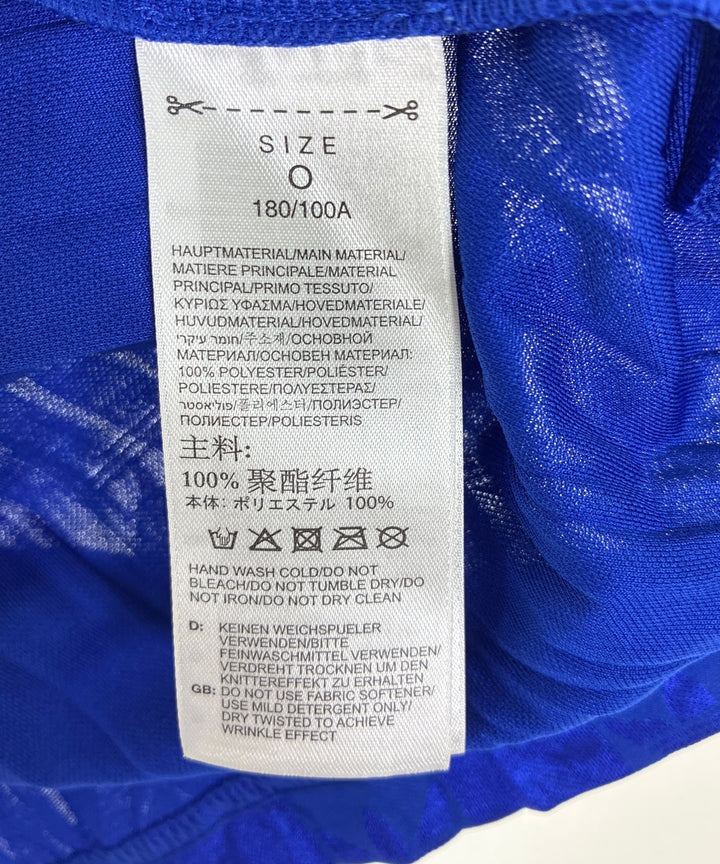 SIZE
O
180/100A
HAUPTMATERIAL/MAIN MATERIAL/
MATIERE PRINCIPALE/MATERIAL
PRINCIPAL/PRIMO TESSUTO/
ΚΥΡΙΩΣ ΥΦΑΣΜΑ/HOVEDMATERIALE/
HUVUDMATERIAL/HOVEDMATERIAL/
חומר עיקרי/주소재/ОСНОВНОЙ
МАТЕРИАЛ/ОСНОВЕН МАТЕРИАЛ:
100% POLYESTER/POLIÉSTER/
POLIESTERE/ΠΟΛΥΕΣΤΕΡΑΣ/
פוליאסטר/폴리에스터/ПОЛИЭСТЕР/
ПОЛИЕСТЕР/POLIESTERIS
主料:
100% 聚酯纤维
本体: ポリエステル 100%
HAND WASH COLD/DO NOT
BLEACH/DO NOT TUMBLE DRY/DO
NOT IRON/DO NOT DRY CLEAN
D: KEINEN WEICHSPUELER
VERWENDEN/BITTE
FEINWASCHMITTEL VERWENDEN/
VERDREHT TROCKNEN UM DEN
KNITTEREFFEKT ZU ERHALTEN
GB: DO NOT USE FABRIC SOFTENER/
USE MILD DETERGENT ONLY/
DRY TWISTED TO ACHIEVE
WRINKLE EFFECT